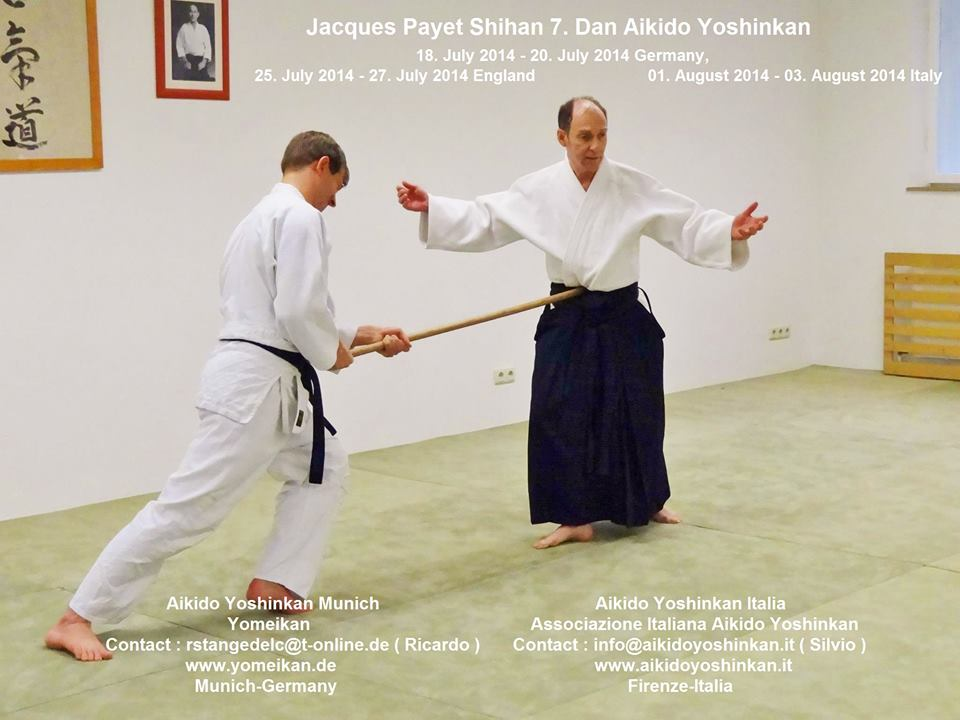 氣
道
Jacques Payet Shihan 7. Dan Aikido Yoshinkan
18. July 2014 - 20. July 2014 Germany,
25. July 2014 - 27. July 2014 England 01. August 2014 - 03. August 2014 Italy
Aikido Yoshinkan Munich
Yomeikan
Contact : rstangedelc@t-online.de ( Ricardo )
www.yomeikan.de
Munich-Germany
Aikido Yoshinkan Italia
Associazione Italiana Aikido Yoshinkan
Contact : info@aikidoyoshinkan.it ( Silvio )
www.aikidoyoshinkan.it
Firenze-Italia